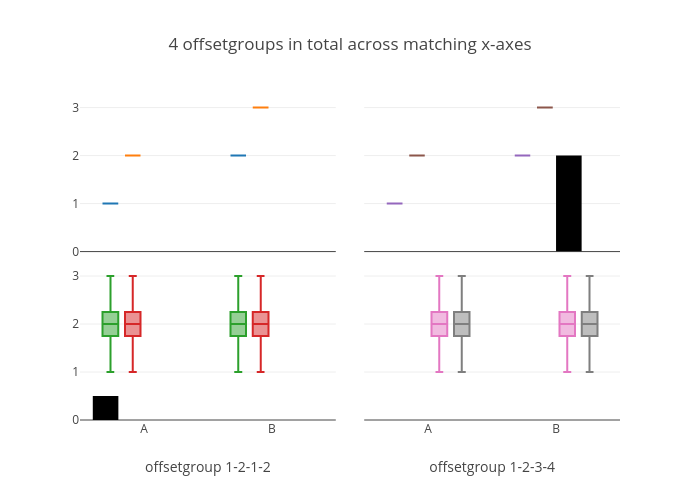 4 offsetgroups in total across matching x-axes
3
2
1
0
3
2
1
0
A B A B
offsetgroup 1-2-1-2 offsetgroup 1-2-3-4